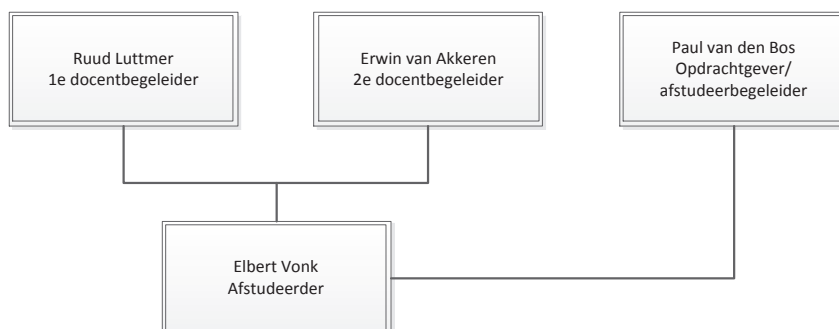 Ruud Luttmer
1e docentbegeleider
Erwin van Akkeren
2e docentbegeleider
Paul van den Bos
Opdrachtgever/
afstudeerbegeleider
Elbert Vonk
Afstudeerder